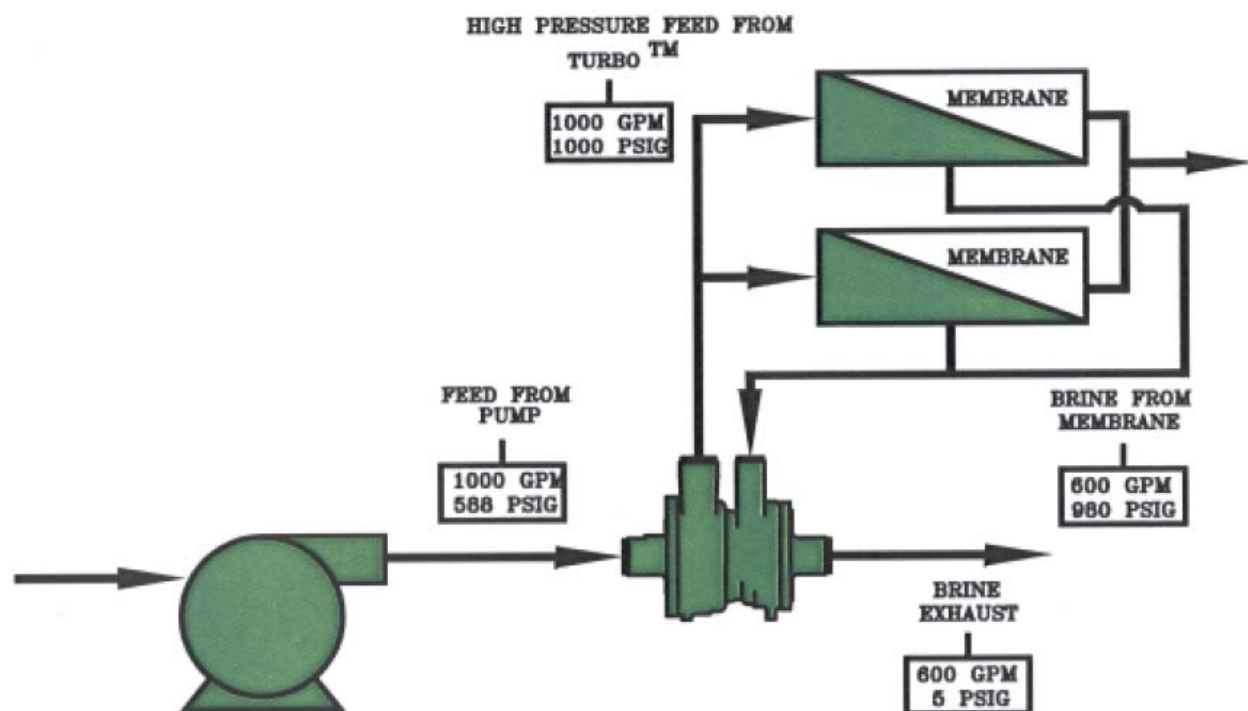 HIGH PRESSURE FEED FROM
TURBO TM
1000 GPM
1000 PSIG
MEMBRANE
MEMBRANE
FEED FROM
PUMP
1000 GPM
588 PSIG
BRINE FROM
MEMBRANE
600 GPM
980 PSIG
BRINE
EXHAUST
600 GPM
5 PSIG